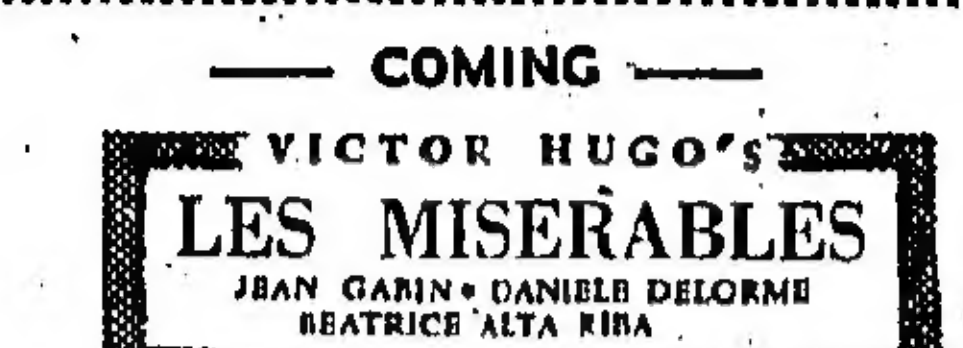 COMING
VICTOR HUGO'S
LES MISERABLES
JEAN GABIN • DANIELE DELORME
BEATRICE ALTA RIBA